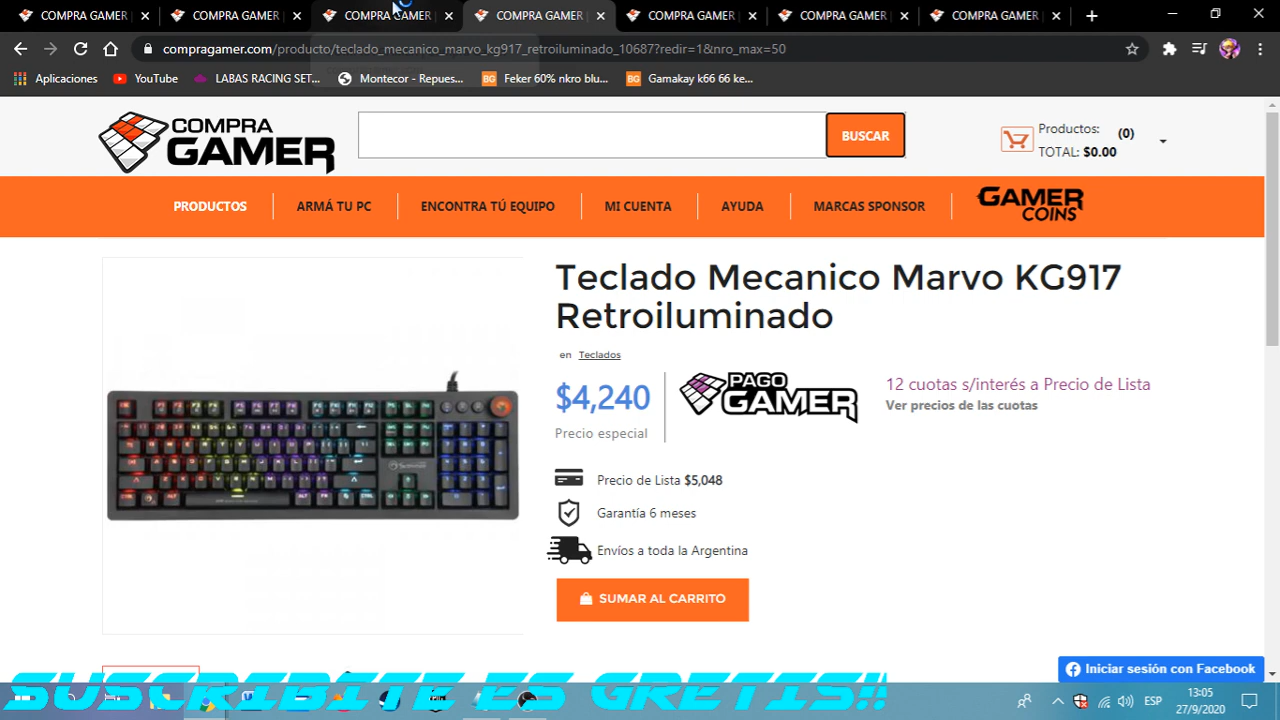 COMPRA GAMER
COMPRA GAMER
COMPRA GAMER
COMPRA GAMER
COMPRA GAMER
COMPRA GAMER
COMPRA GAMER
compragamer.com/producto/teclado_mecanico_marvo_kg917_retroiluminado_10687?redir=1&nro_max=50
Aplicaciones YouTube LABAS RACING SET... Montecor - Repues... Feker 60% nkro blu... Gamakay k66 66 ke...
COMPRA
GAMER
BUSCAR
Productos: (0)
TOTAL: $0.00
PRODUCTOS ARMÁ TU PC ENCONTRA TÚ EQUIPO MI CUENTA AYUDA MARCAS SPONSOR GAMER COINS
Teclado Mecanico Marvo KG917
Retroiluminado
en Teclados
$4,240
Precio especial
PAGO
GAMER
12 cuotas s/interés a Precio de Lista
Ver precios de las cuotas
Precio de Lista $5,048
Garantía 6 meses
Envíos a toda la Argentina
SUMAR AL CARRITO
Iniciar sesión con Facebook
SUSCRIBITE ES GRETIS!!
ESP
13:05
27/9/2020